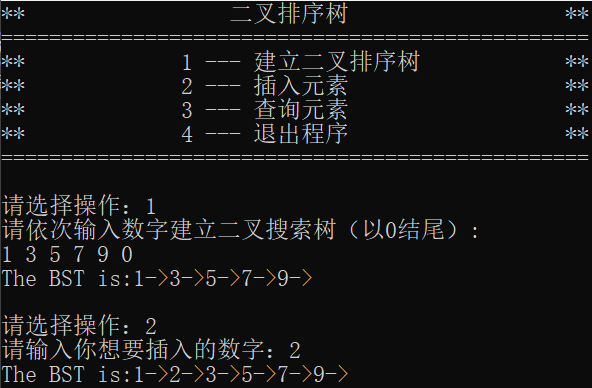 **                 二叉排序树                  **
=================================================
**             1 --- 建立二叉排序树            **
**             2 --- 插入元素                  **
**             3 --- 查询元素                  **
**             4 --- 退出程序                  **
=================================================
请选择操作：1
请依次输入数字建立二叉搜索树（以0结尾）:
1 3 5 7 9 0
The BST is:1->3->5->7->9->
请选择操作：2
请输入你想要插入的数字：2
The BST is:1->2->3->5->7->9->